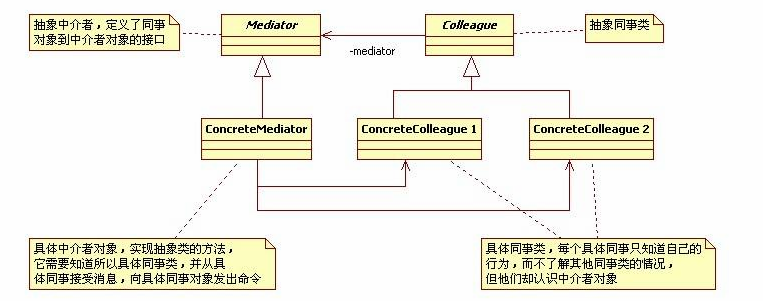 抽象中介者，定义了同事
对象到中介者对象的接口
Mediator
Colleague
抽象同事类
-mediator
ConcreteMediator
ConcreteColleague 1
ConcreteColleague 2
具体中介者对象，实现抽象类的方法，
它需要知道所以具体同事类，并从具
体同事接受消息，向具体同事对象发出命令
具体同事类，每个具体同事只知道自己的
行为，而不了解其他同事类的情况，
但他们却认识中介者对象